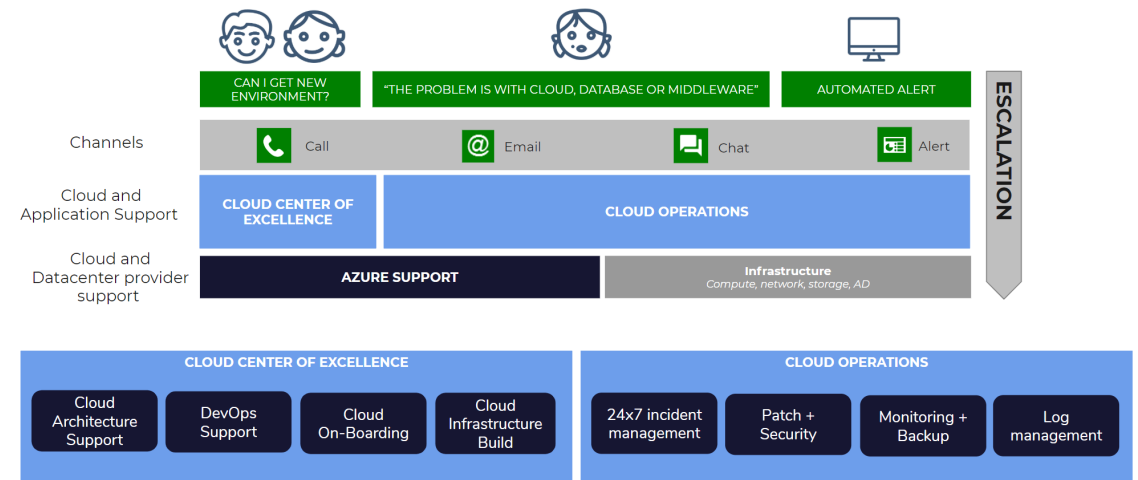 CAN I GET NEW
ENVIRONMENT?
“THE PROBLEM IS WITH CLOUD, DATABASE OR MIDDLEWARE”
AUTOMATED ALERT
ESCALATION
Channels
Call
Email
Chat
Alert
Cloud and
Application Support
CLOUD CENTER OF
EXCELLENCE
CLOUD OPERATIONS
Cloud and
Datacenter provider
support
AZURE SUPPORT
Infrastructure
Compute, network, storage, AD
CLOUD CENTER OF EXCELLENCE
Cloud
Architecture
Support
DevOps
Support
Cloud
On-Boarding
Cloud
Infrastructure
Build
CLOUD OPERATIONS
24x7 incident
management
Patch +
Security
Monitoring +
Backup
Log
management